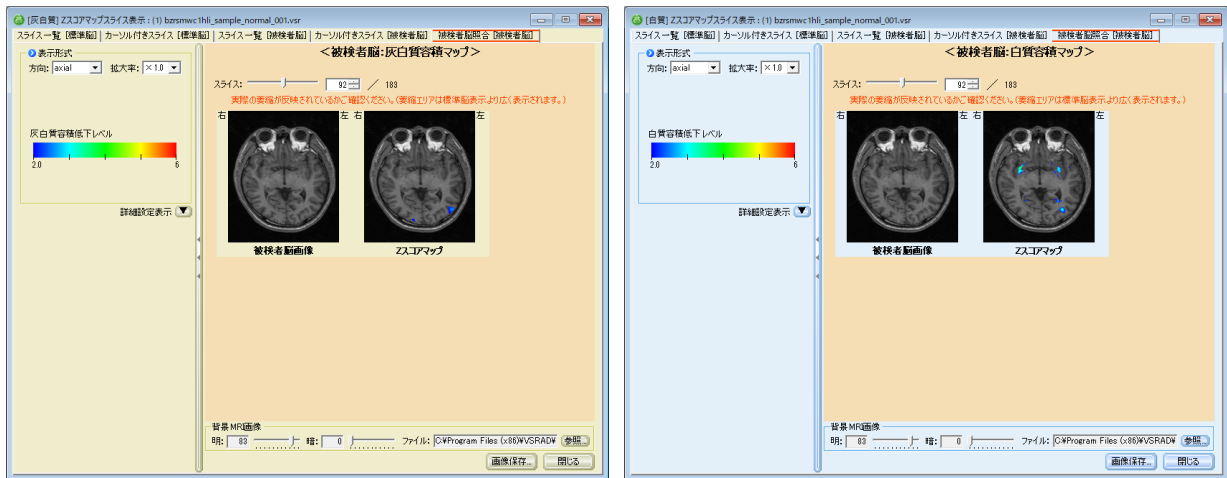 [灰白質] Zスコアマップスライス表示 : (1) bzrsmwc1hli_sample_normal_001.vsr
スライス一覧 [標準脳] カーソル付きスライス [標準脳] スライス一覧 [被検者脳] カーソル付きスライス [被検者脳] 被検者脳照合 [被検者脳]
表示形式
方向: axial 拡大率: ×1.0
灰白質容積低下レベル
2.0 6
詳細設定表示
<被検者脳:灰白質容積マップ>
スライス: 92 / 183
実際の萎縮が反映されているかご確認ください。(萎縮エリアは標準脳表示より広く表示されます。)
右 左 右 左
被検者脳画像 Zスコアマップ
背景MR画像
明: 83 暗: 0 ファイル: C:¥Program Files (x86)¥VSRAD¥ 参照...
画像保存... 閉じる
[白質] Zスコアマップスライス表示 : (1) bzrsmwc1hli_sample_normal_001.vsr
スライス一覧 [標準脳] カーソル付きスライス [標準脳] スライス一覧 [被検者脳] カーソル付きスライス [被検者脳] 被検者脳照合 [被検者脳]
表示形式
方向: axial 拡大率: ×1.0
白質容積低下レベル
2.0 6
詳細設定表示
<被検者脳:白質容積マップ>
スライス: 92 / 183
実際の萎縮が反映されているかご確認ください。(萎縮エリアは標準脳表示より広く表示されます。)
右 左 右 左
被検者脳画像 Zスコアマップ
背景MR画像
明: 83 暗: 0 ファイル: C:¥Program Files (x86)¥VSRAD¥ 参照...
画像保存... 閉じる